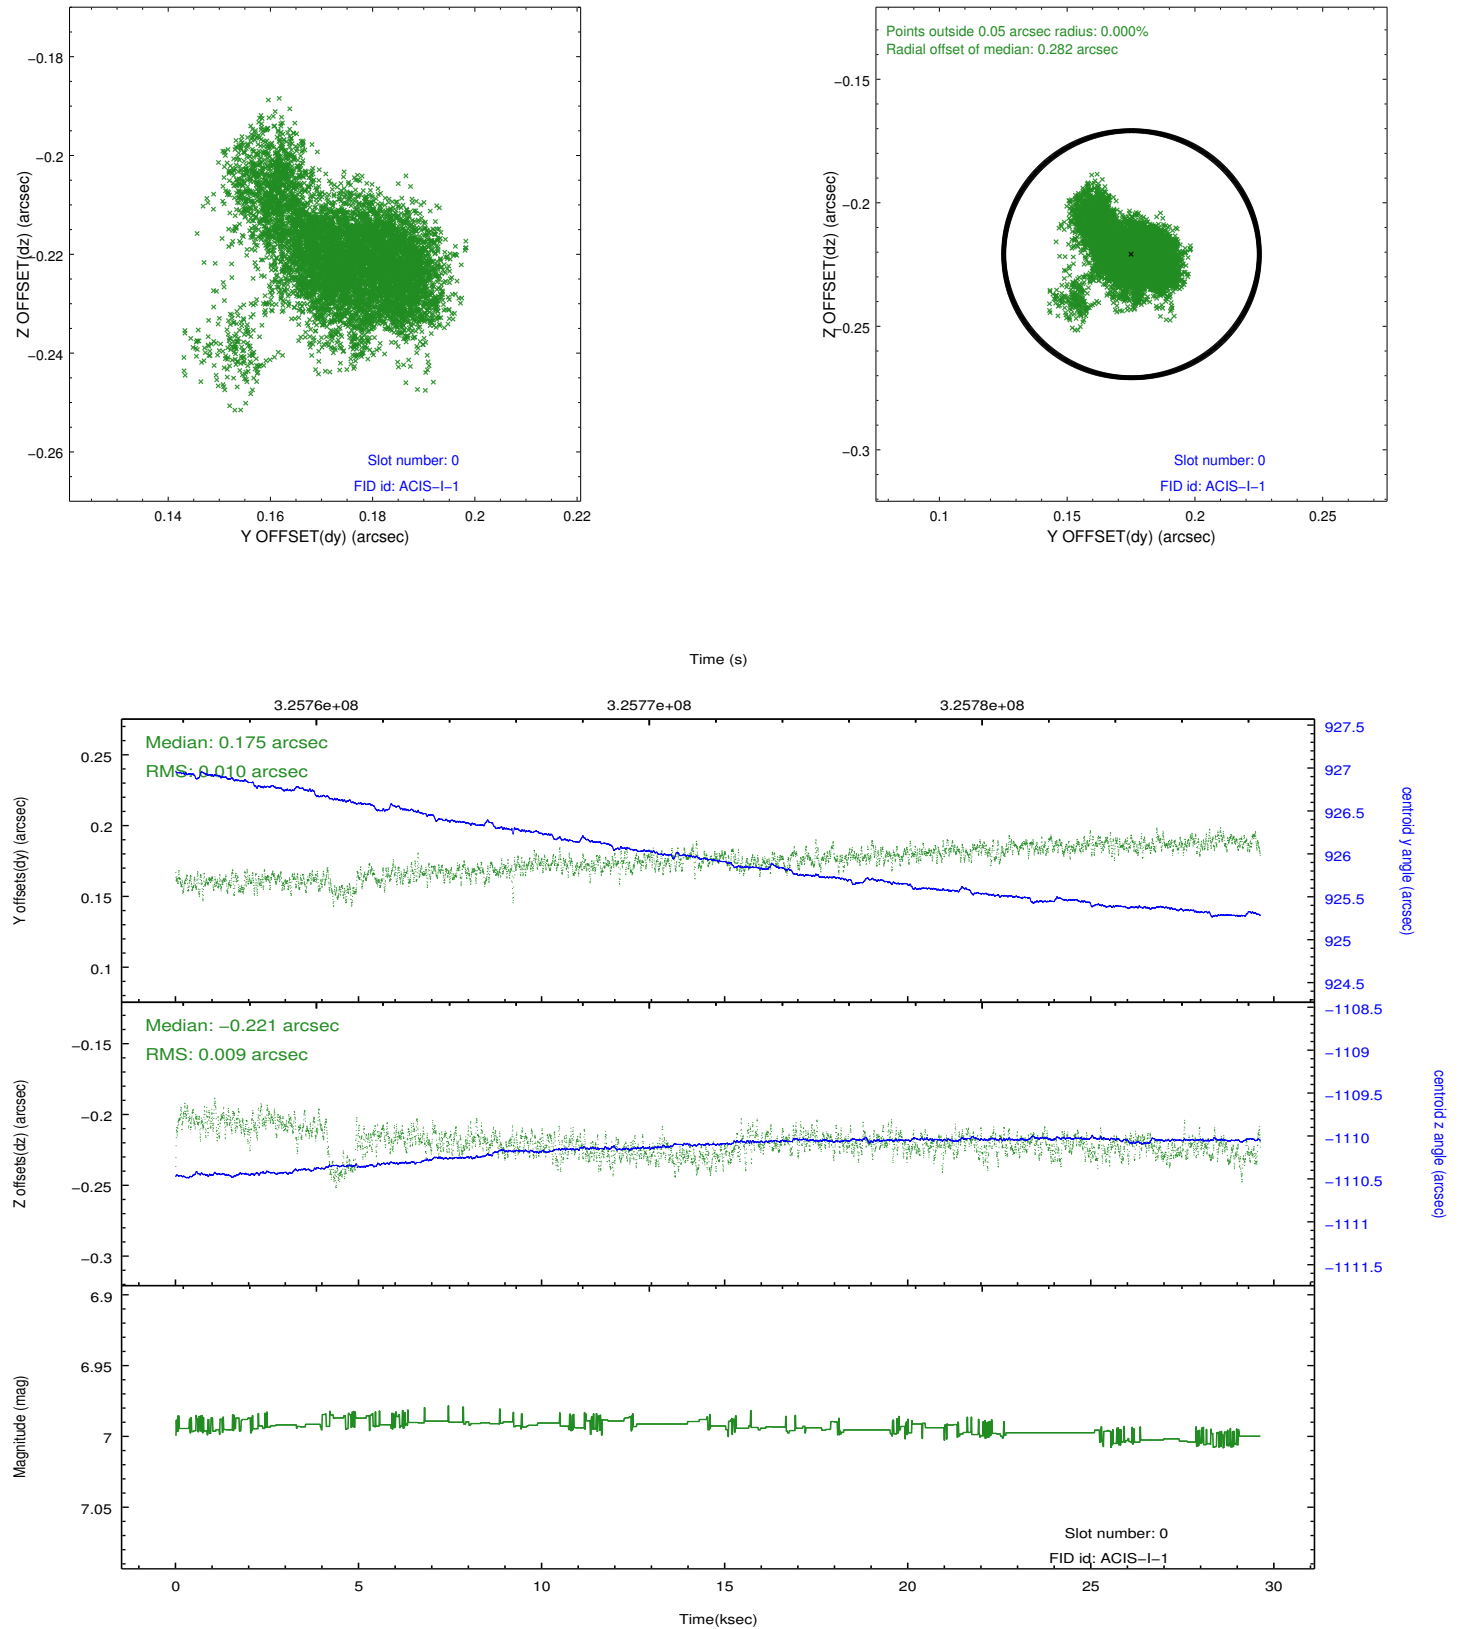 −0.18
−0.2
−0.22
−0.24
−0.26
Z OFFSET(dz) (arcsec)
Slot number: 0
FID id: ACIS−I−1
0.14
0.16
0.18
0.2
0.22
Y OFFSET(dy) (arcsec)
Points outside 0.05 arcsec radius: 0.000%
Radial offset of median: 0.282 arcsec
−0.15
−0.2
−0.25
−0.3
Z OFFSET(dz) (arcsec)
Slot number: 0
FID id: ACIS−I−1
0.1
0.15
0.2
0.25
Y OFFSET(dy) (arcsec)
Time (s)
3.2576e+08
3.2577e+08
3.2578e+08
Median: 0.175 arcsec
RMS: 0.010 arcsec
0.25
0.2
0.15
0.1
Y offsets(dy) (arcsec)
927.5
927
926.5
926
925.5
925
924.5
centroid y angle (arcsec)
Median: −0.221 arcsec
RMS: 0.009 arcsec
−0.15
−0.2
−0.25
−0.3
Z offsets(dz) (arcsec)
−1108.5
−1109
−1109.5
−1110
−1110.5
−1111
−1111.5
centroid z angle (arcsec)
6.9
6.95
7
7.05
Magnitude (mag)
Slot number: 0
FID id: ACIS−I−1
0
5
10
15
20
25
30
Time(ksec)